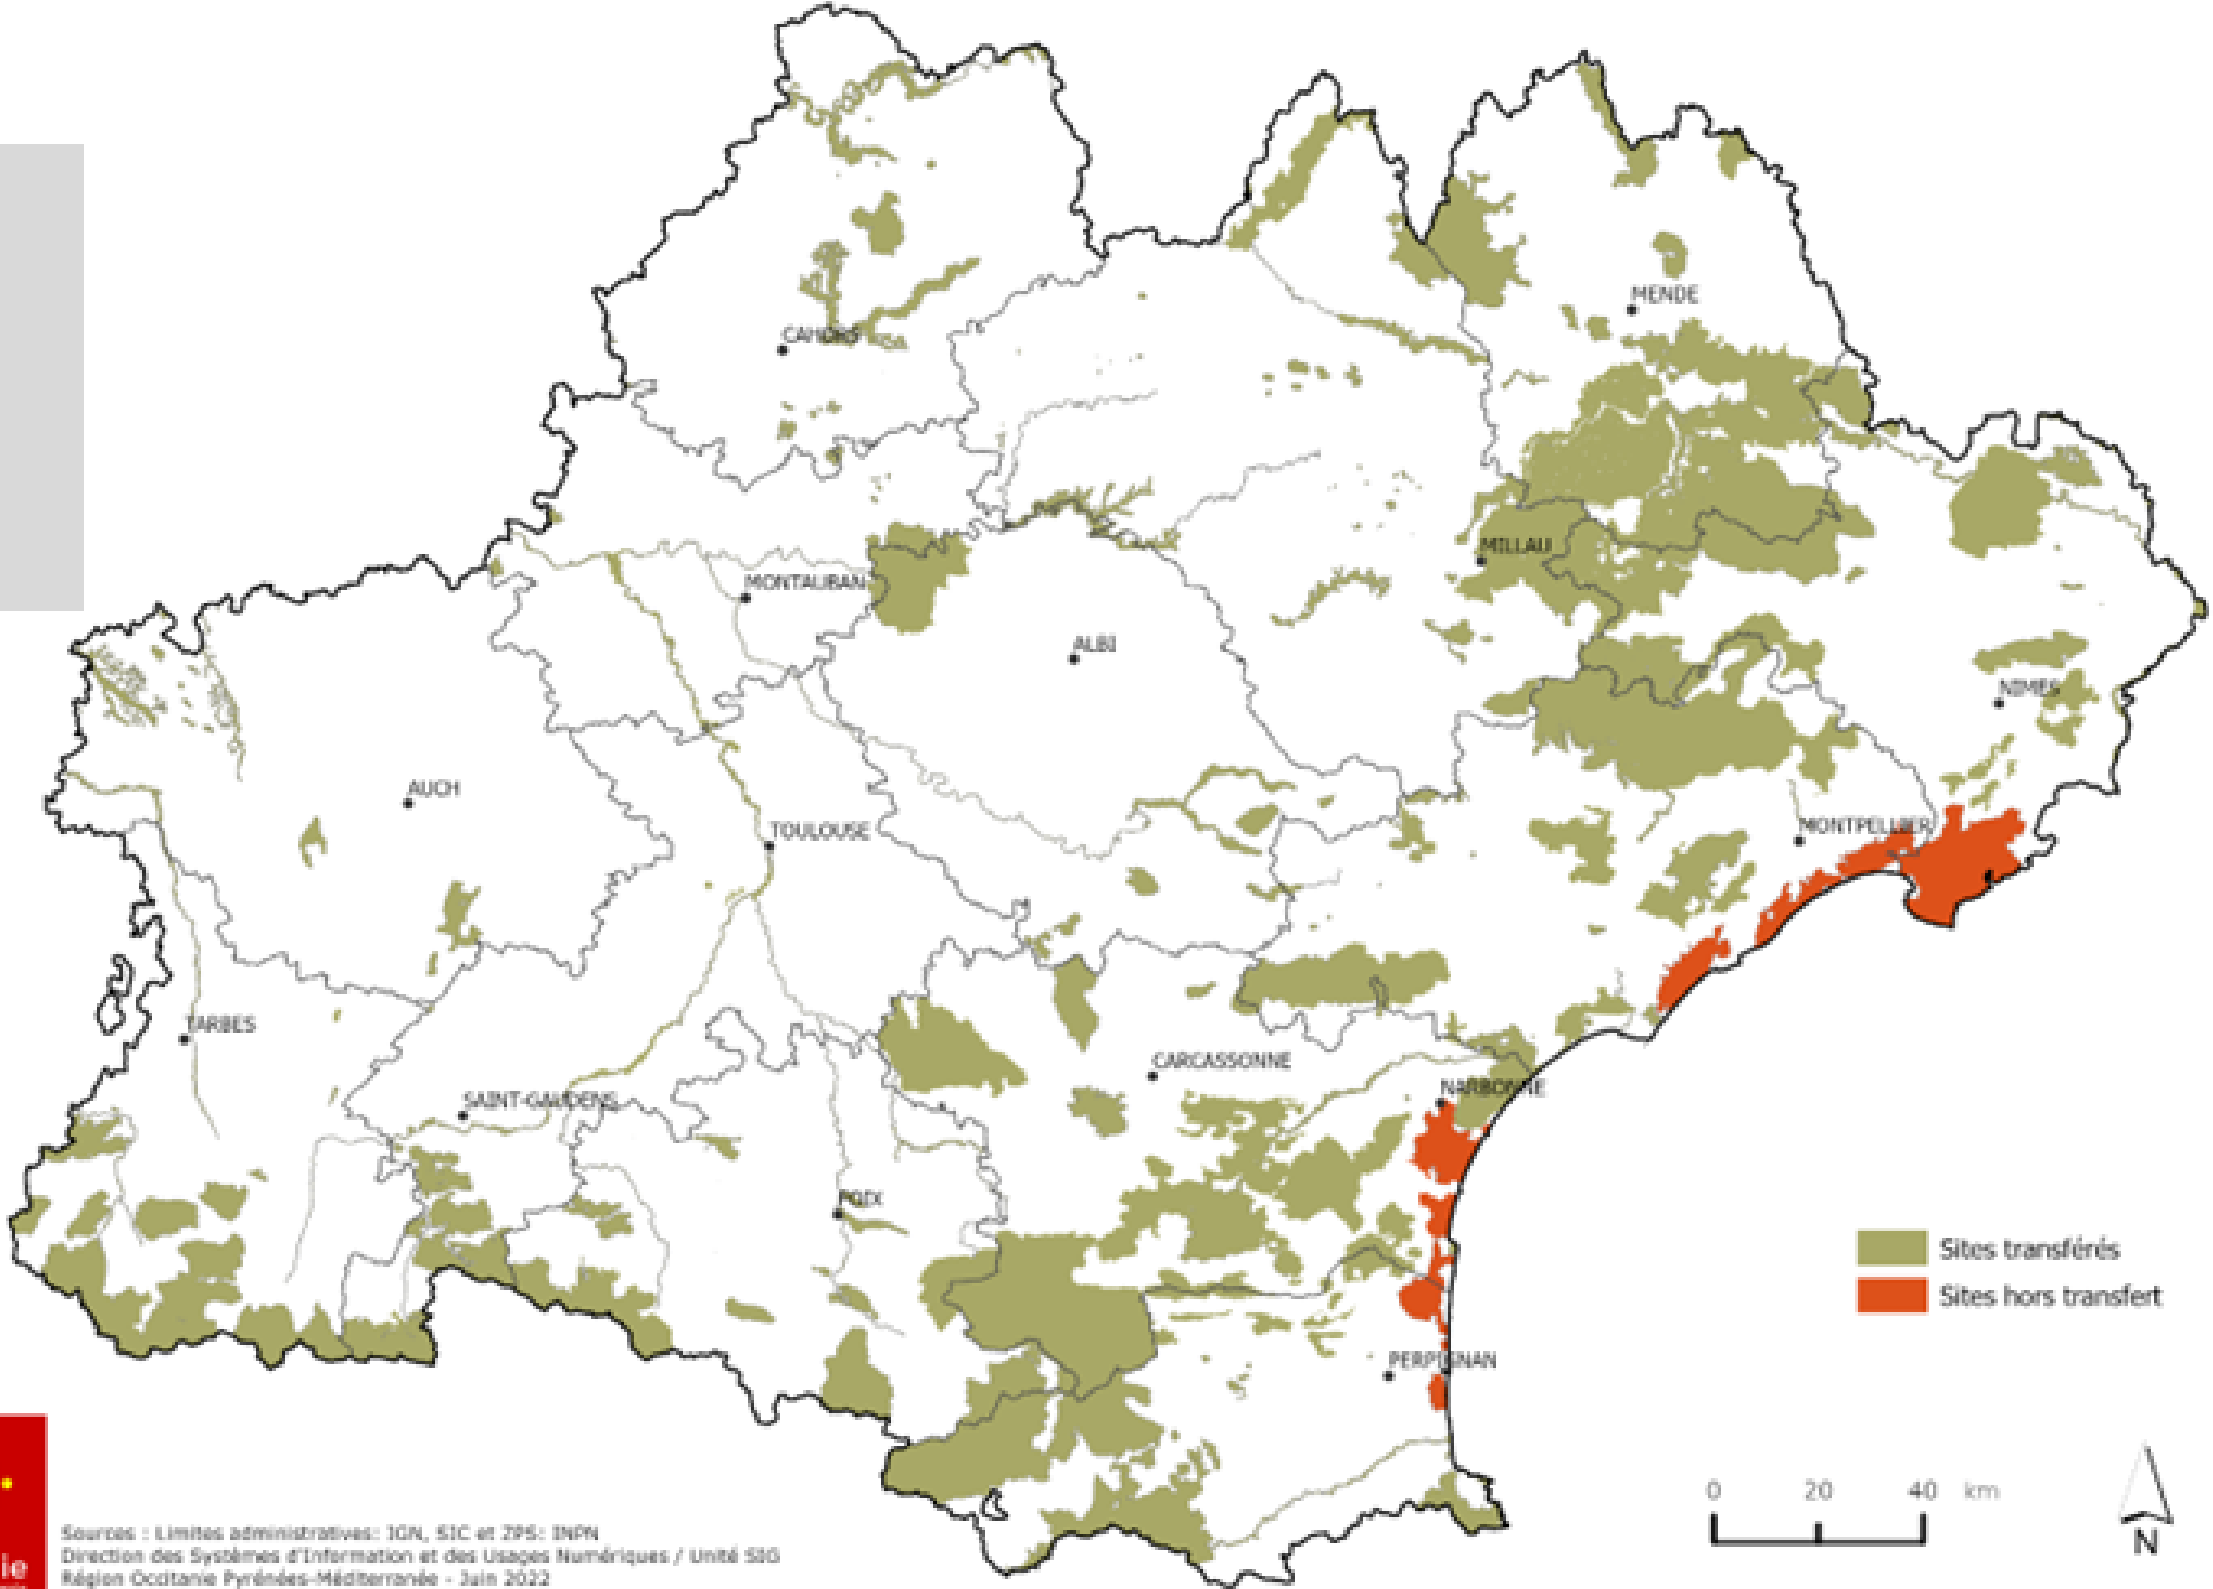 MENDE
CAHORS
MILLAU
MONTAUBAN
ALBI
NIMES
AUCH
TOULOUSE
MONTPELLIER
TARBES
CARCASSONNE
NARBONNE
SAINT-GAUDENS
FOIX
Sites transférés
Sites hors transfert
PERPIGNAN
0 20 40 km
N
Sources : Limites administratives: IGN, SIC et ZPS: INPN
Direction des Systèmes d'Information et des Usages Numériques / Unité SIG
Région Occitanie Pyrénées-Méditerranée - Juin 2022
ie